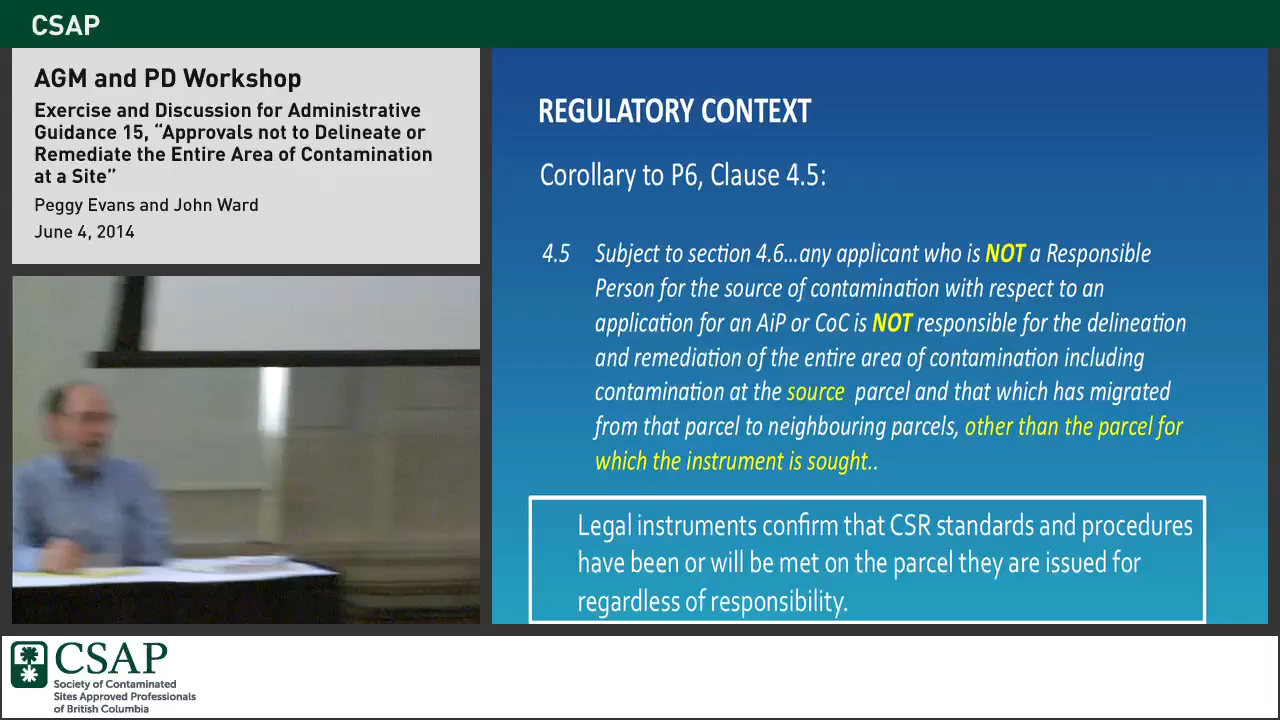 CSAP
AGM and PD Workshop
Exercise and Discussion for Administrative
Guidance 15, “Approvals not to Delineate or
Remediate the Entire Area of Contamination
at a Site”
Peggy Evans and John Ward
June 4, 2014
REGULATORY CONTEXT
Corollary to P6, Clause 4.5:
4.5 Subject to section 4.6...any applicant who is NOT a Responsible
Person for the source of contamination with respect to an
application for an AiP or CoC is NOT responsible for the delineation
and remediation of the entire area of contamination including
contamination at the source parcel and that which has migrated
from that parcel to neighbouring parcels, other than the parcel for
which the instrument is sought..
Legal instruments confirm that CSR standards and procedures
have been or will be met on the parcel they are issued for
regardless of responsibility.
CSAP
Society of Contaminated
Sites Approved Professionals
of British Columbia